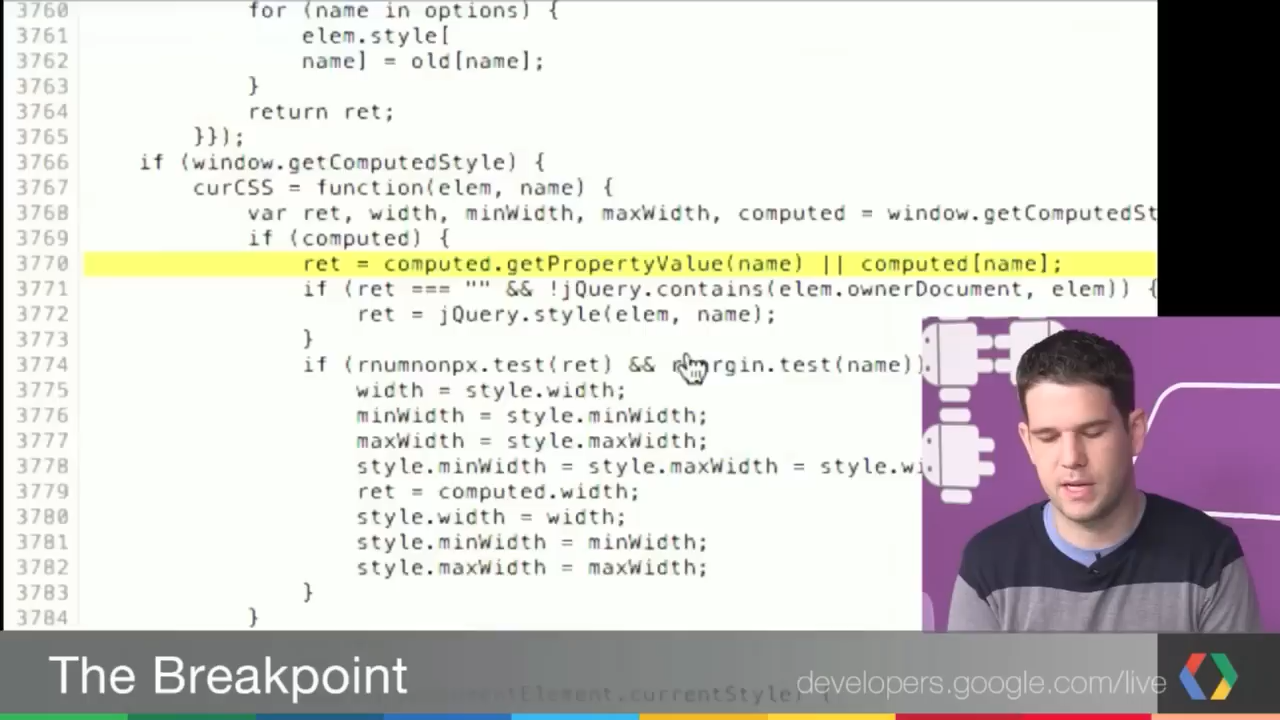 3760 for (name in options) {
3761 elem.style[
3762 name] = old[name];
3763 }
3764 return ret;
3765 }});
3766 if (window.getComputedStyle) {
3767 curCSS = function(elem, name) {
3768 var ret, width, minWidth, maxWidth, computed = window.getComputedSt
3769 if (computed) {
3770 ret = computed.getPropertyValue(name) || computed[name];
3771 if (ret === "" && !jQuery.contains(elem.ownerDocument, elem)) {
3772 ret = jQuery.style(elem, name);
3773 }
3774 if (rnumnonpx.test(ret) && rgin.test(name))
3775 width = style.width;
3776 minWidth = style.minWidth;
3777 maxWidth = style.maxWidth;
3778 style.minWidth = style.maxWidth = style.wi
3779 ret = computed.width;
3780 style.width = width;
3781 style.minWidth = minWidth;
3782 style.maxWidth = maxWidth;
3783 }
3784 }
The Breakpoint
developers.google.com/live
umentElement.currentStyle) {